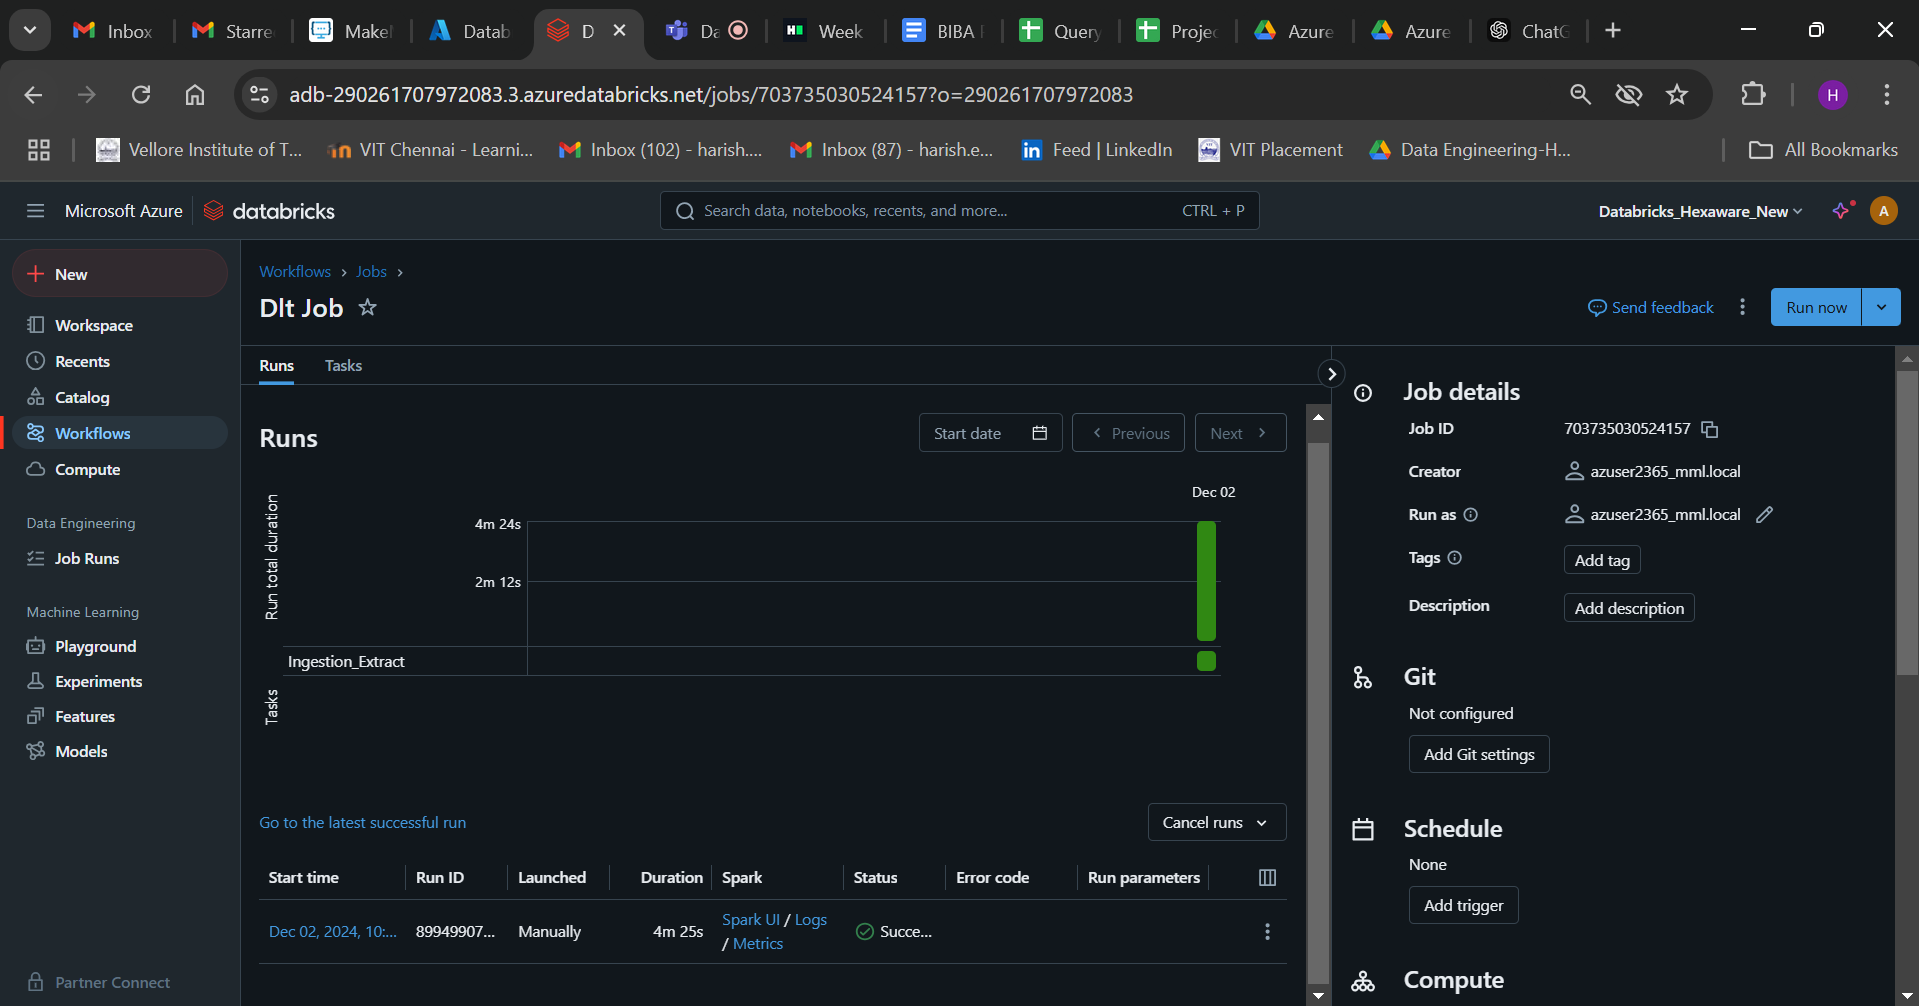 Inbox
Starre
Make
Datab
D
Da
Week
BIBA
Query
Projec
Azure
Azure
ChatG
adb-290261707972083.3.azuredatabricks.net/jobs/703735030524157?o=290261707972083
H
Vellore Institute of T...
VIT Chennai - Learni...
Inbox (102) - harish....
Inbox (87) - harish.e...
Feed | LinkedIn
VIT Placement
Data Engineering-H...
All Bookmarks
Microsoft Azure
databricks
Search data, notebooks, recents, and more...
CTRL + P
Databricks_Hexaware_New
A
New
Workspace
Recents
Catalog
Workflows
Compute
Data Engineering
Job Runs
Machine Learning
Playground
Experiments
Features
Models
Partner Connect
Workflows › Jobs ›
Dlt Job
Send feedback
Run now
Runs
Tasks
Runs
Start date
Previous
Next
Dec 02
Run total duration
4m 24s
2m 12s
Ingestion_Extract
Tasks
Go to the latest successful run
Cancel runs
Start time
Run ID
Launched
Duration
Spark
Status
Error code
Run parameters
Dec 02, 2024, 10:...
89949907...
Manually
4m 25s
Spark UI / Logs
/ Metrics
Succe...
Job details
Job ID
703735030524157
Creator
azuser2365_mml.local
Run as
azuser2365_mml.local
Tags
Add tag
Description
Add description
Git
Not configured
Add Git settings
Schedule
None
Add trigger
Compute